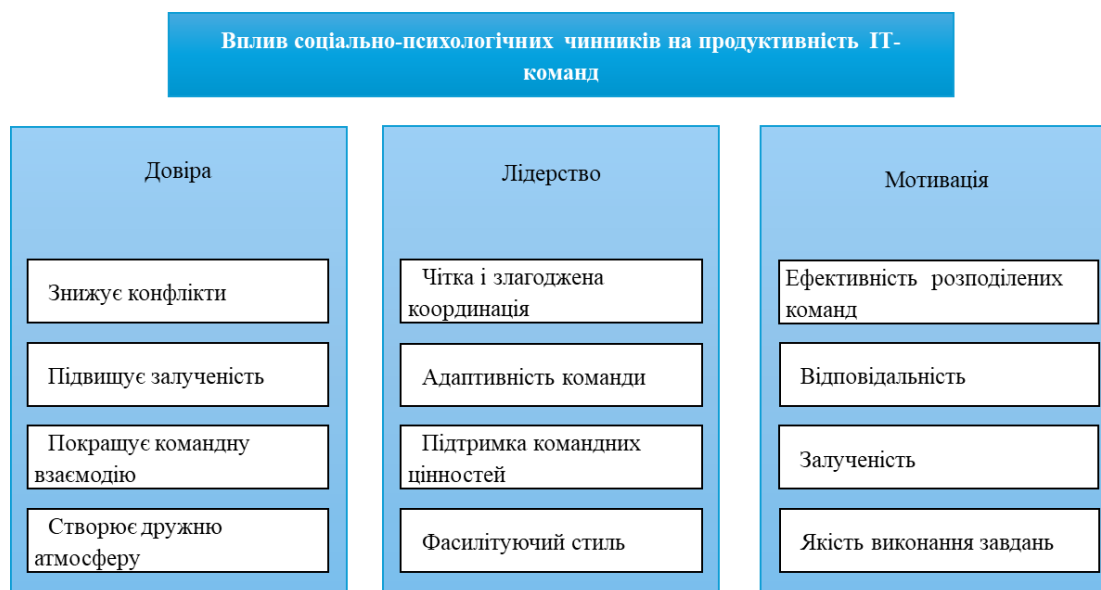 Вплив соціально-психологічних чинників на продуктивність ІТ-
команд
Довіра
Знижує конфлікти
Підвищує залученість
Покращує командну
взаємодію
Створює дружню
атмосферу
Лідерство
Чітка і злагоджена
координація
Адаптивність команди
Підтримка командних
цінностей
Фасилітуючий стиль
Мотивація
Ефективність розподілених
команд
Відповідальність
Залученість
Якість виконання завдань